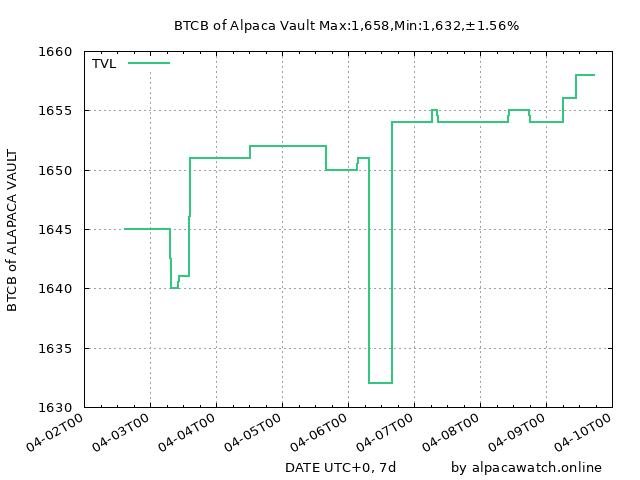 BTCB of Alpaca Vault Max:1,658,Min:1,632,±1.56%
TVL
BTCB of ALAPACA VAULT
1660
1655
1650
1645
1640
1635
1630
04-02T00
04-03T00
04-04T00
04-05T00
04-06T00
04-07T00
04-08T00
04-09T00
04-10T00
DATE UTC+0, 7d
by alpacawatch.online